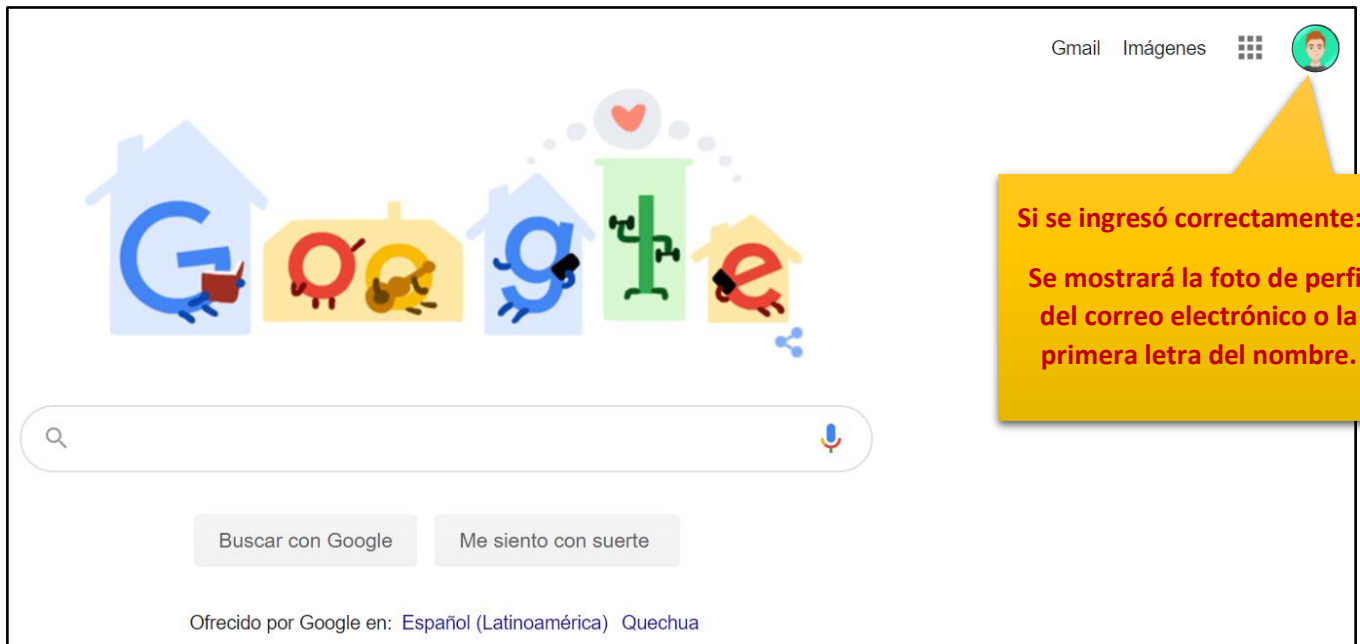 Gmail Imágenes
Google
Si se ingresó correctamente:
Se mostrará la foto de perfi
del correo electrónico o la
primera letra del nombre.
Buscar con Google Me siento con suerte
Ofrecido por Google en: Español (Latinoamérica) Quechua